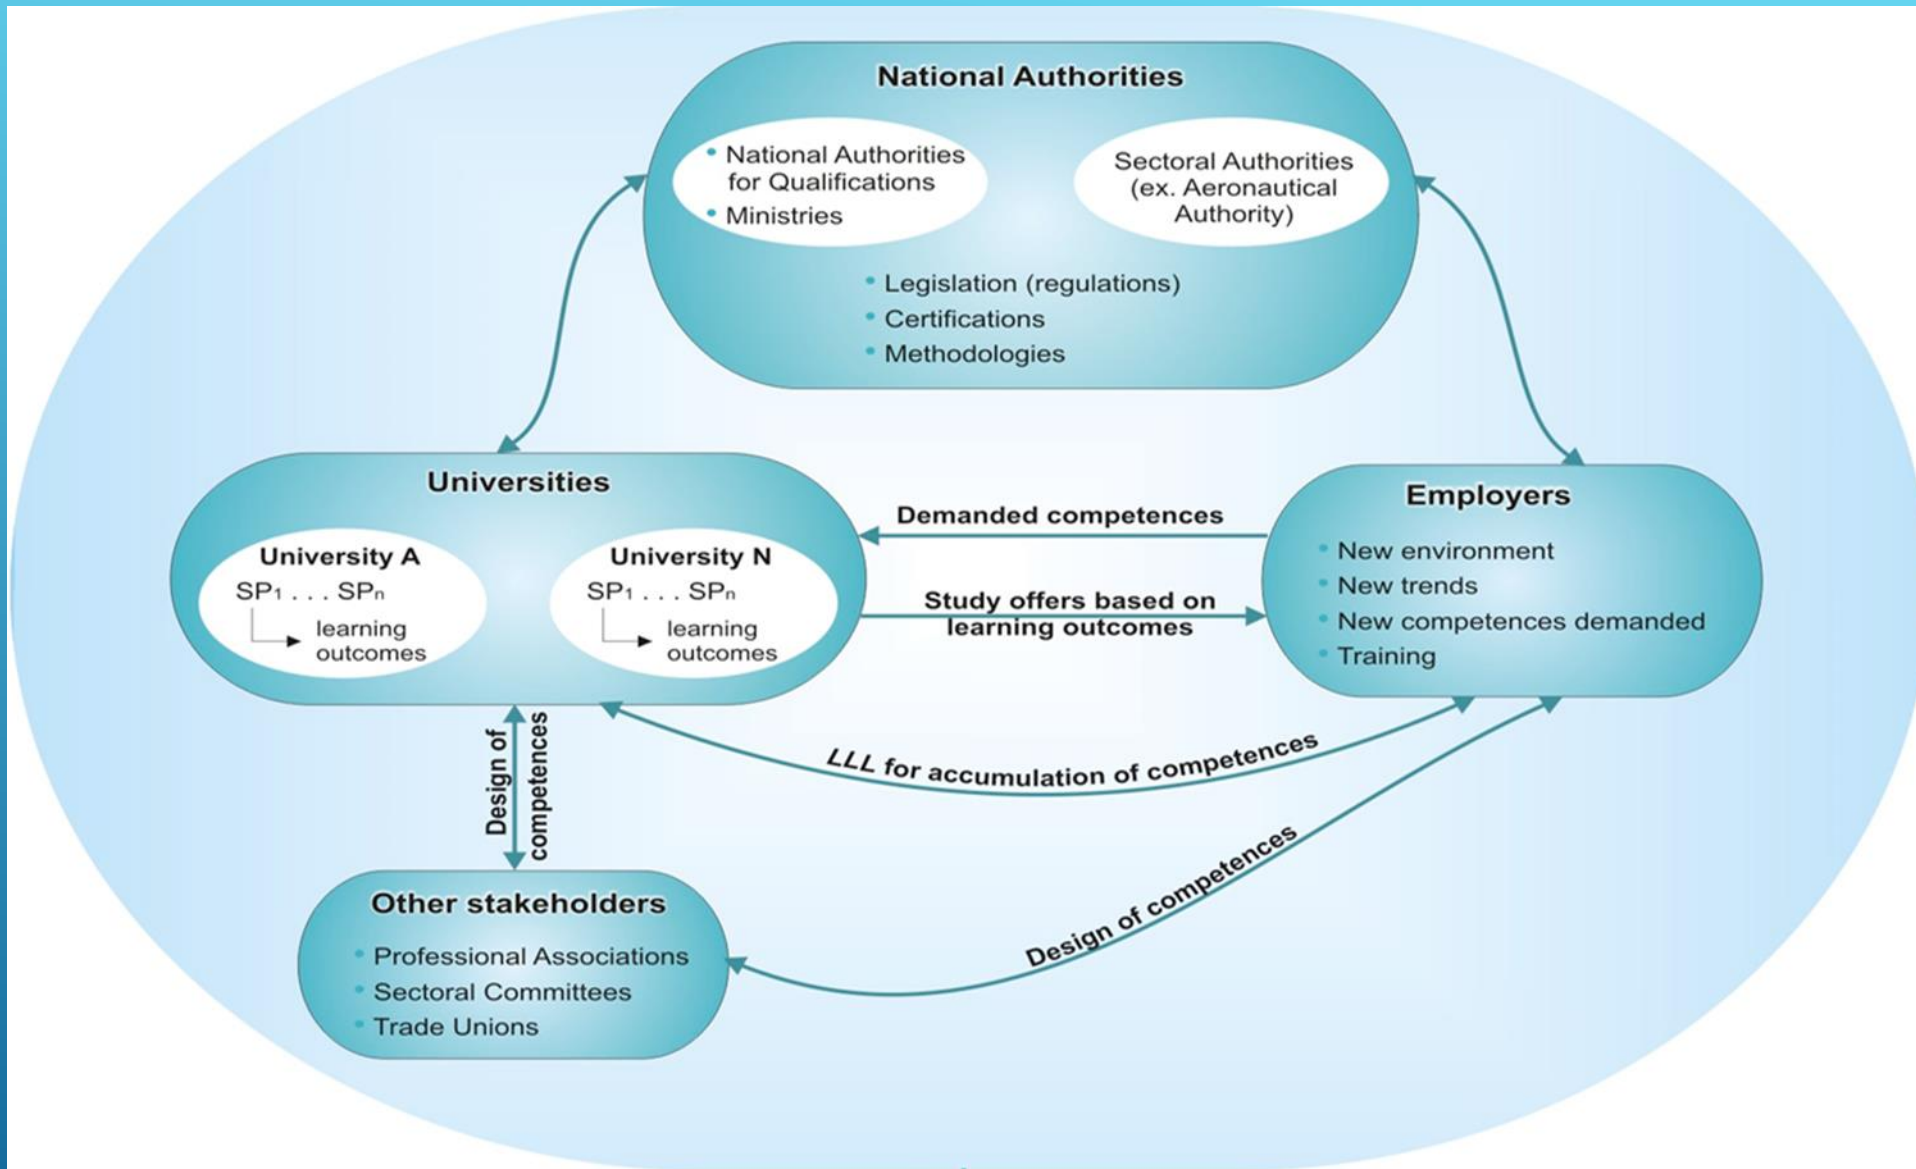 National Authorities
• National Authorities
for Qualifications
• Ministries
Sectoral Authorities
(ex. Aeronautical
Authority)
• Legislation (regulations)
• Certifications
• Methodologies
Universities
University A
SP₁ . . . SPₙ
learning
outcomes
University N
SP₁ . . . SPₙ
learning
outcomes
Demanded competences
Study offers based on
learning outcomes
Employers
• New environment
• New trends
• New competences demanded
• Training
Design of
competences
LLL for accumulation of competences
Design of competences
Other stakeholders
• Professional Associations
• Sectoral Committees
• Trade Unions